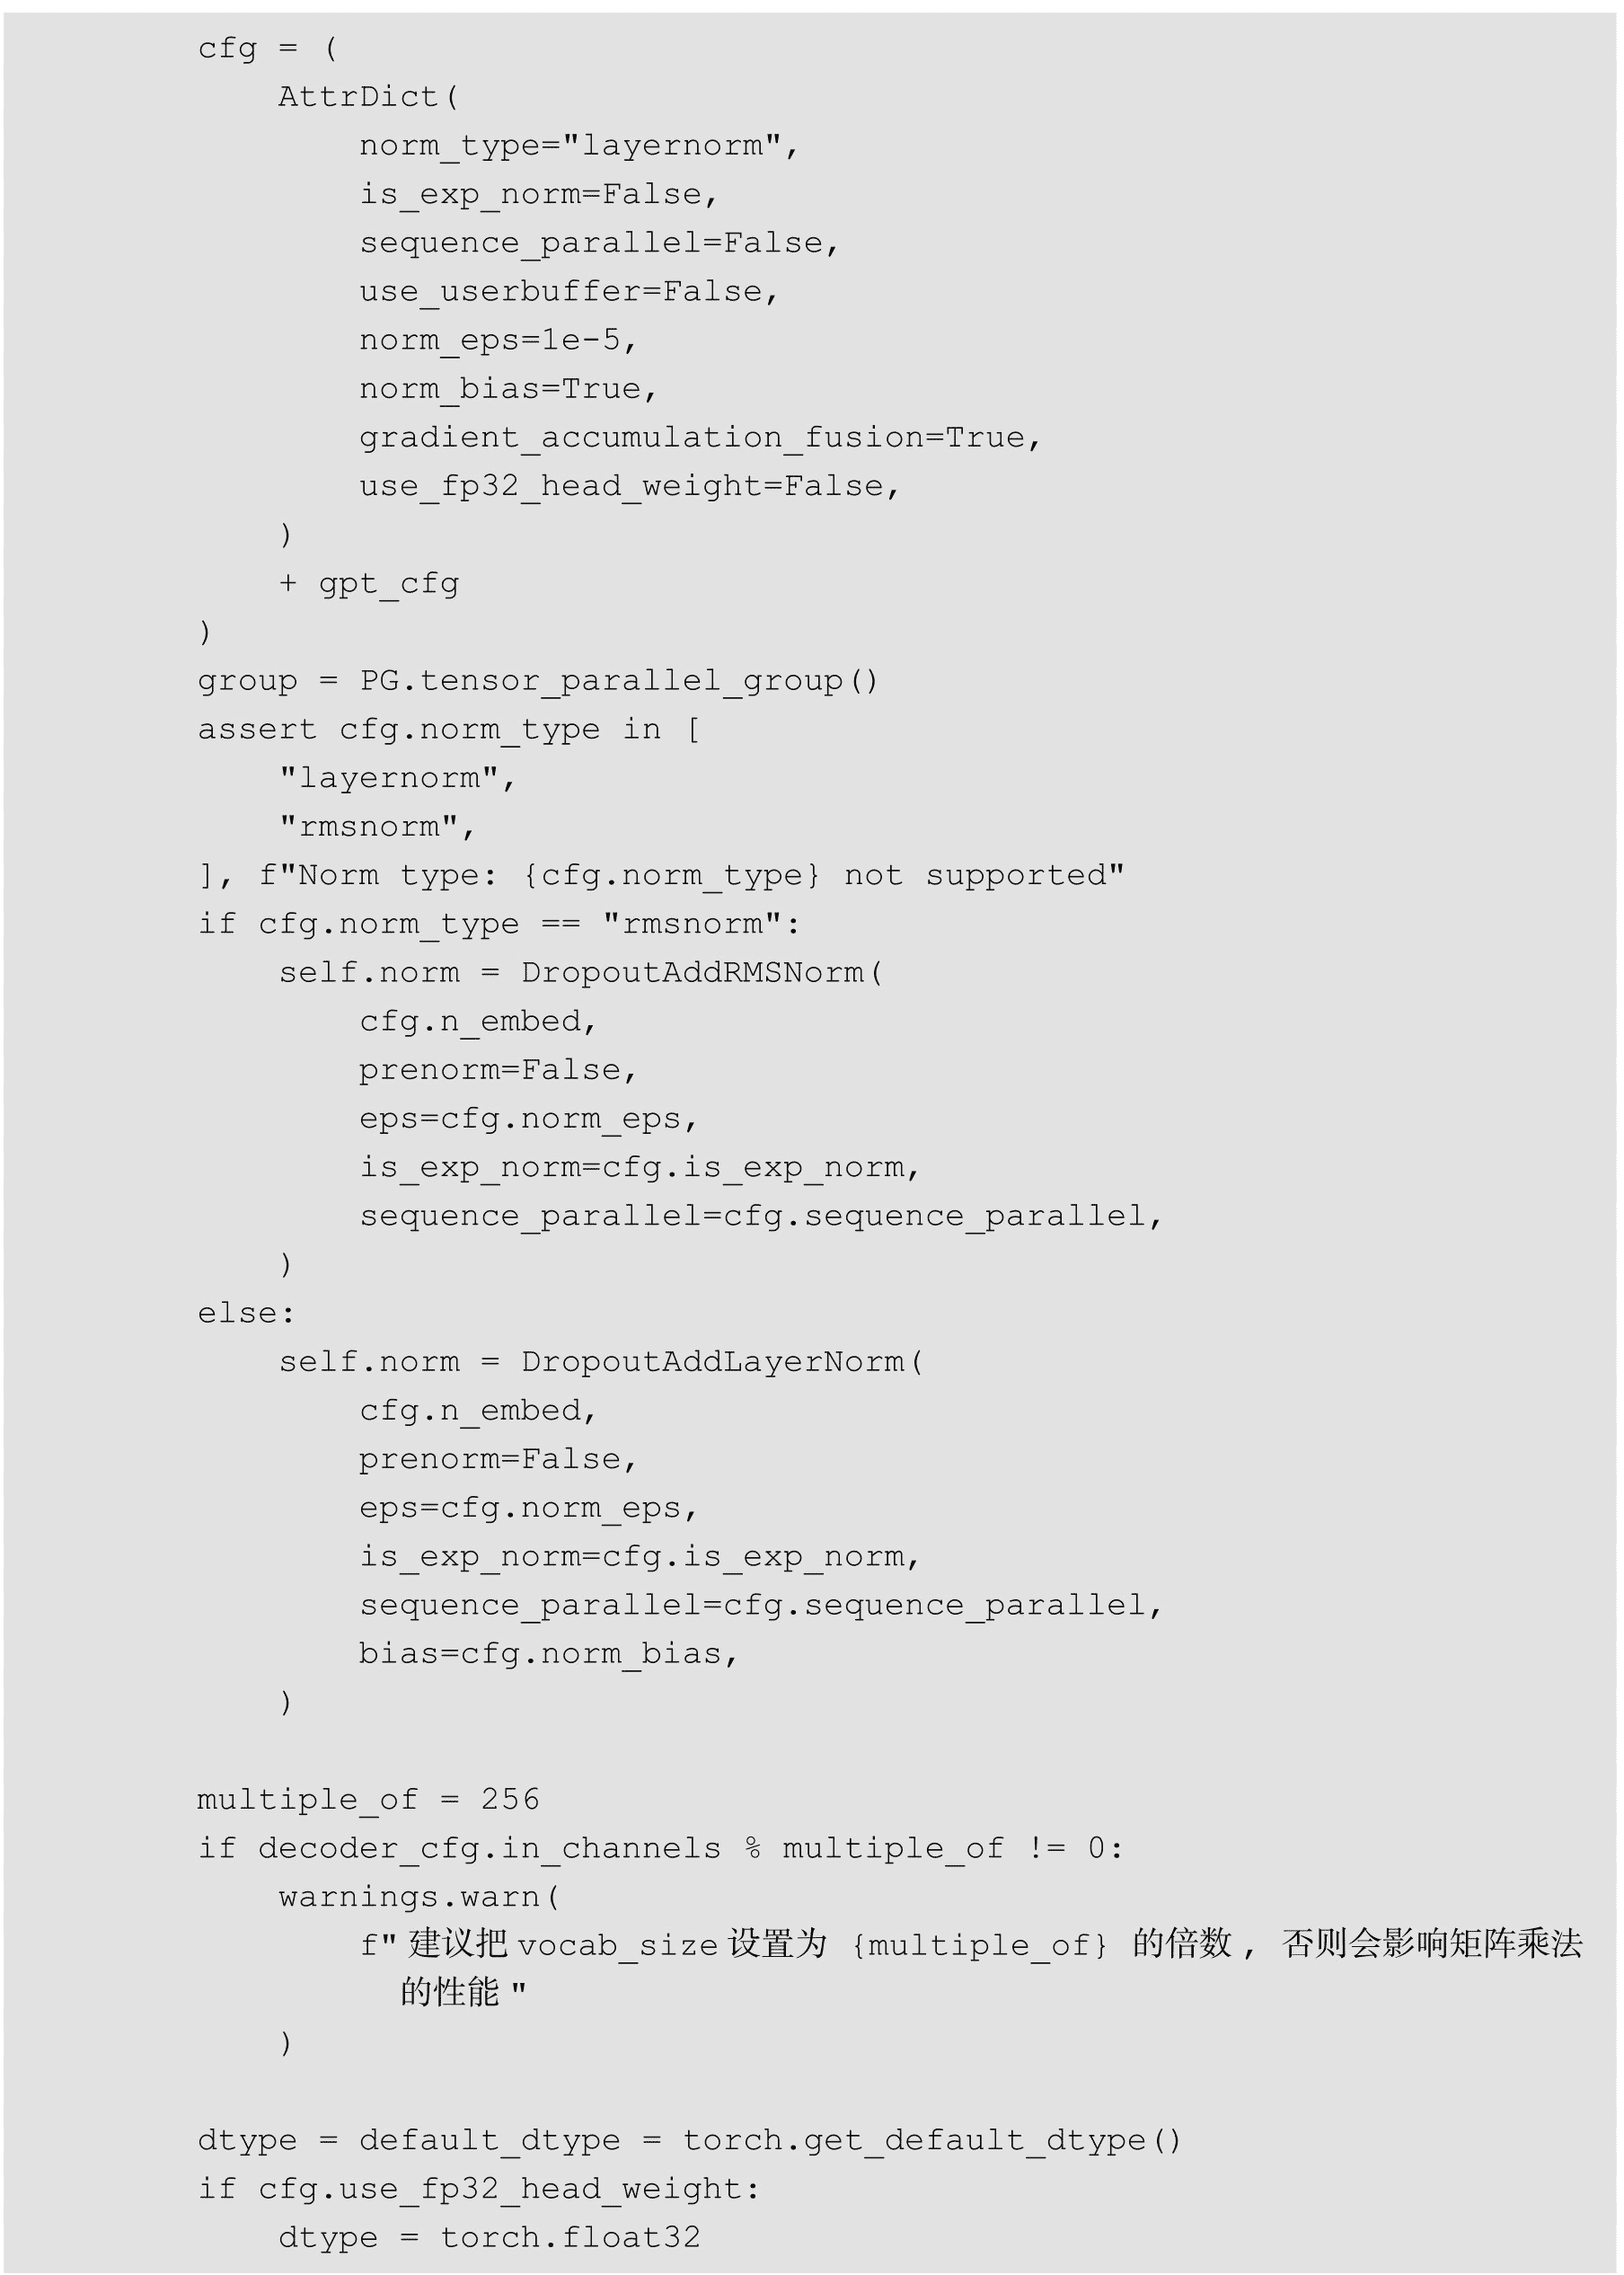 cfg = (
    AttrDict(
        norm_type="layernorm",
        is_exp_norm=False,
        sequence_parallel=False,
        use_userbuffer=False,
        norm_eps=1e-5,
        norm_bias=True,
        gradient_accumulation_fusion=True,
        use_fp32_head_weight=False,
    )
    + gpt_cfg
)
group = PG.tensor_parallel_group()
assert cfg.norm_type in [
    "layernorm",
    "rmsnorm",
], f"Norm type: {cfg.norm_type} not supported"
if cfg.norm_type == "rmsnorm":
    self.norm = DropoutAddRMSNorm(
        cfg.n_embed,
        prenorm=False,
        eps=cfg.norm_eps,
        is_exp_norm=cfg.is_exp_norm,
        sequence_parallel=cfg.sequence_parallel,
    )
else:
    self.norm = DropoutAddLayerNorm(
        cfg.n_embed,
        prenorm=False,
        eps=cfg.norm_eps,
        is_exp_norm=cfg.is_exp_norm,
        sequence_parallel=cfg.sequence_parallel,
        bias=cfg.norm_bias,
    )

multiple_of = 256
if decoder_cfg.in_channels % multiple_of != 0:
    warnings.warn(
        f"建议把vocab_size设置为 {multiple_of} 的倍数, 否则会影响矩阵乘法
          的性能"
    )

dtype = default_dtype = torch.get_default_dtype()
if cfg.use_fp32_head_weight:
    dtype = torch.float32